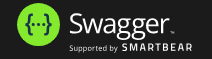 {···} Swagger™
Supported by SMARTBEAR